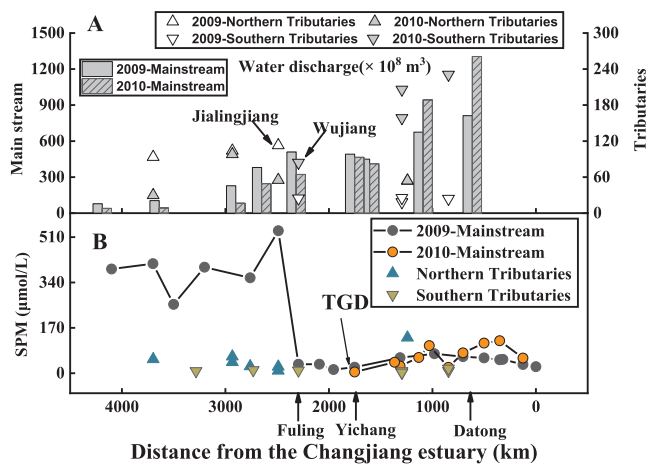 A
2009-Northern Tributaries 2010-Northern Tributaries
2009-Southern Tributaries 2010-Southern Tributaries
2009-Mainstream
2010-Mainstream
Water discharge(× 10⁸ m³)
Jialingjiang
Wujiang
Main stream
1500
1200
900
600
300
0
Tributaries
300
240
180
120
60
0
B
2009-Mainstream
2010-Mainstream
Northern Tributaries
Southern Tributaries
TGD
SPM (μmol/L)
510
340
170
0
4000 3000 2000 1000 0
Fuling Yichang Datong
Distance from the Changjiang estuary (km)